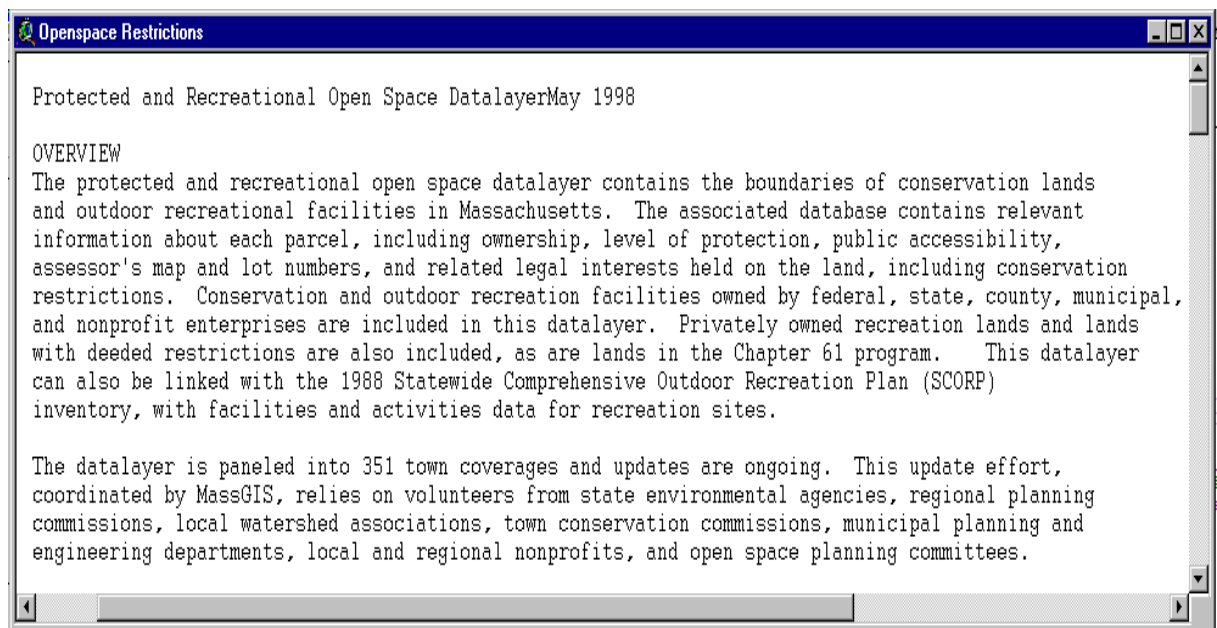 Openspace Restrictions
Protected and Recreational Open Space DatalayerMay 1998
OVERVIEW
The protected and recreational open space datalayer contains the boundaries of conservation lands
and outdoor recreational facilities in Massachusetts.  The associated database contains relevant
information about each parcel, including ownership, level of protection, public accessibility,
assessor's map and lot numbers, and related legal interests held on the land, including conservation
restrictions.  Conservation and outdoor recreation facilities owned by federal, state, county, municipal,
and nonprofit enterprises are included in this datalayer.  Privately owned recreation lands and lands
with deeded restrictions are also included, as are lands in the Chapter 61 program.    This datalayer
can also be linked with the 1988 Statewide Comprehensive Outdoor Recreation Plan (SCORP)
inventory, with facilities and activities data for recreation sites.
The datalayer is paneled into 351 town coverages and updates are ongoing.  This update effort,
coordinated by MassGIS, relies on volunteers from state environmental agencies, regional planning
commissions, local watershed associations, town conservation commissions, municipal planning and
engineering departments, local and regional nonprofits, and open space planning committees.